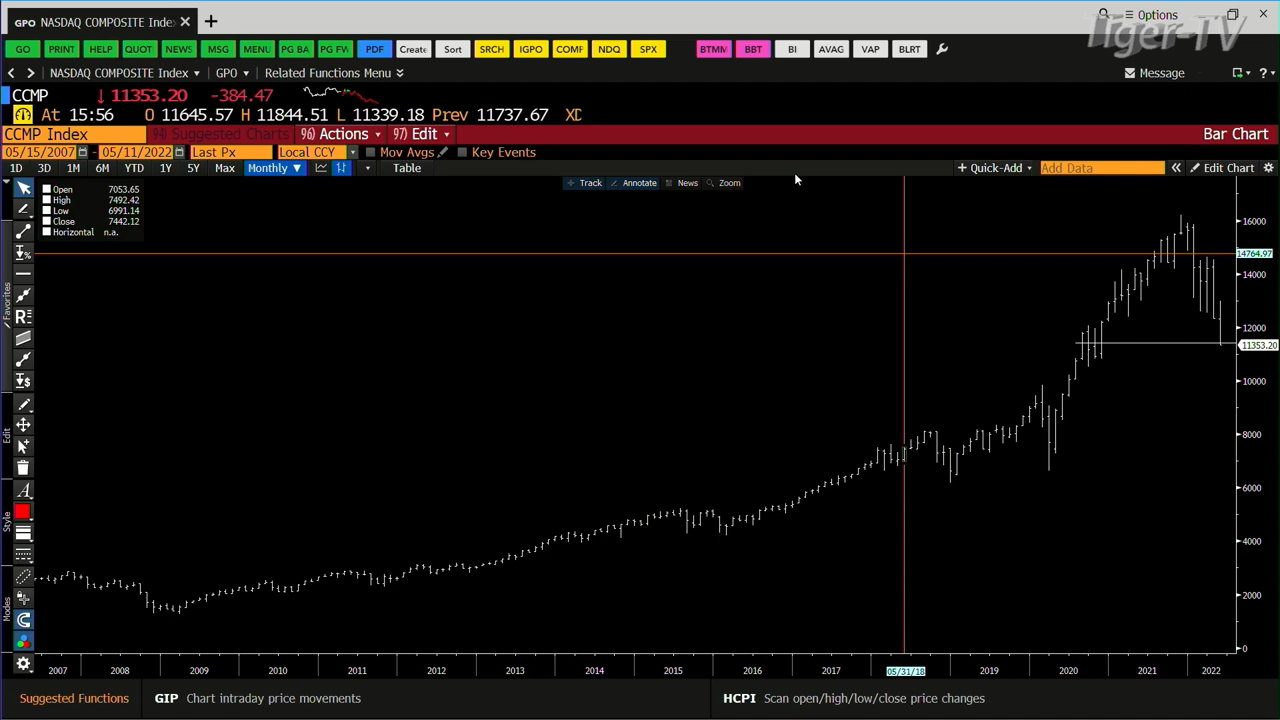 GPO NASDAQ COMPOSITE Inde
Options
Tiger-TV
GO PRINT HELP QUOT NEWS MSG MENU PG BA PG FW PDF Create Sort SRCH IGPO COMF NDQ SPX BTMM BBT BI AVAG VAP BLRT
NASDAQ COMPOSITE Index GPO Related Functions Menu Message
CCMP ↓ 11353.20 -384.47
At 15:56 O 11645.57 H 11844.51 L 11339.18 Prev 11737.67
CCMP Index 94) Suggested Charts 96) Actions 97) Edit Bar Chart
05/15/2007 - 05/11/2022 Last Px Local CCY Mov Avgs Key Events
1D 3D 1M 6M YTD 1Y 5Y Max Monthly Table + Quick-Add Add Data Edit Chart
Track Annotate News Zoom
Open 7053.65
High 7492.42
Low 6991.14
Close 7442.12
Horizontal n.a.
16000
14764.97
14000
12000
11353.20
10000
8000
6000
4000
2000
0
Favorites
Edit
Style
Modes
2007 2008 2009 2010 2011 2012 2013 2014 2015 2016 2017 05/31/18 2019 2020 2021 2022
Suggested Functions GIP Chart intraday price movements HCPI Scan open/high/low/close price changes